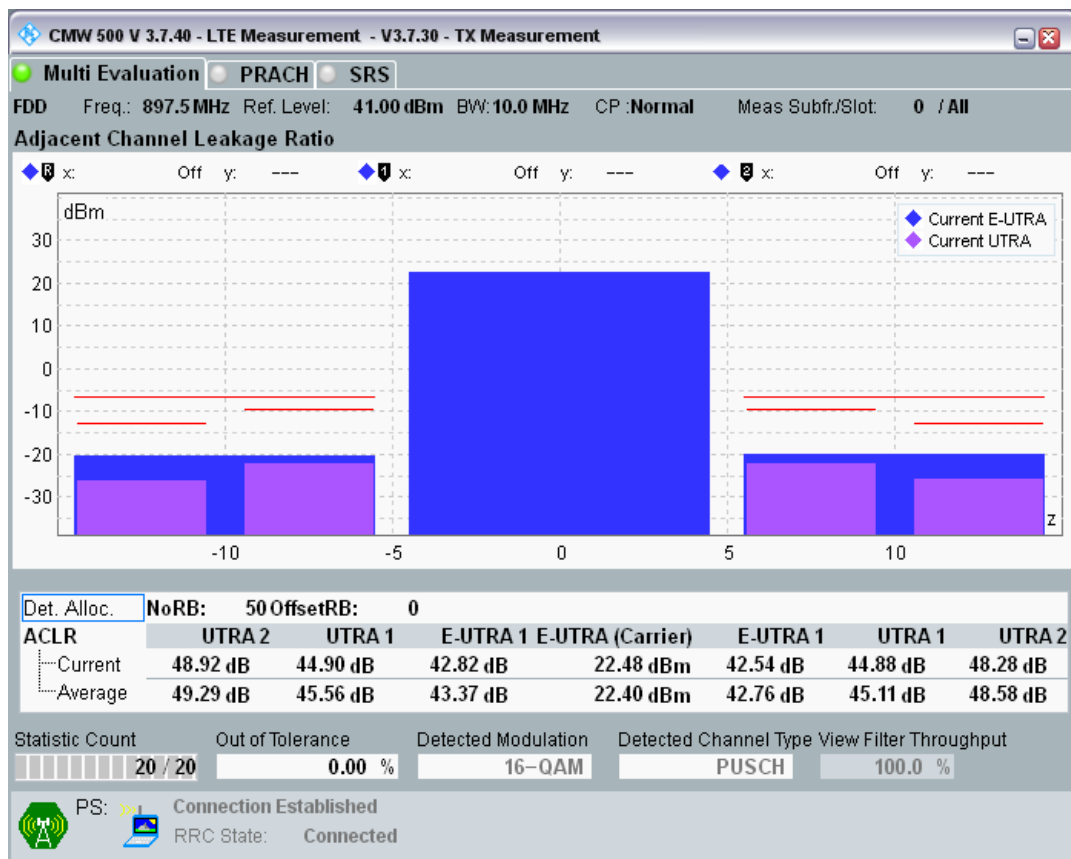 CMW 500 V 3.7.40 - LTE Measurement - V3.7.30 - TX Measurement
Multi Evaluation PRACH SRS
FDD Freq.: 897.5 MHz Ref. Level: 41.00 dBm BW: 10.0 MHz CP :Normal Meas Subfr./Slot: 0 / All
Adjacent Channel Leakage Ratio
R x: Off y: --- 1 x: Off y: --- 2 x: Off y: ---
dBm
Current E-UTRA
Current UTRA
30
20
10
0
-10
-20
-30
z
-10 -5 0 5 10
Det. Alloc. NoRB: 50 OffsetRB: 0
ACLR UTRA 2 UTRA 1 E-UTRA 1 E-UTRA (Carrier) E-UTRA 1 UTRA 1 UTRA 2
Current 48.92 dB 44.90 dB 42.82 dB 22.48 dBm 42.54 dB 44.88 dB 48.28 dB
Average 49.29 dB 45.56 dB 43.37 dB 22.40 dBm 42.76 dB 45.11 dB 48.58 dB
Statistic Count Out of Tolerance Detected Modulation Detected Channel Type View Filter Throughput
20 / 20 0.00 % 16-QAM PUSCH 100.0 %
PS: Connection Established
RRC State: Connected